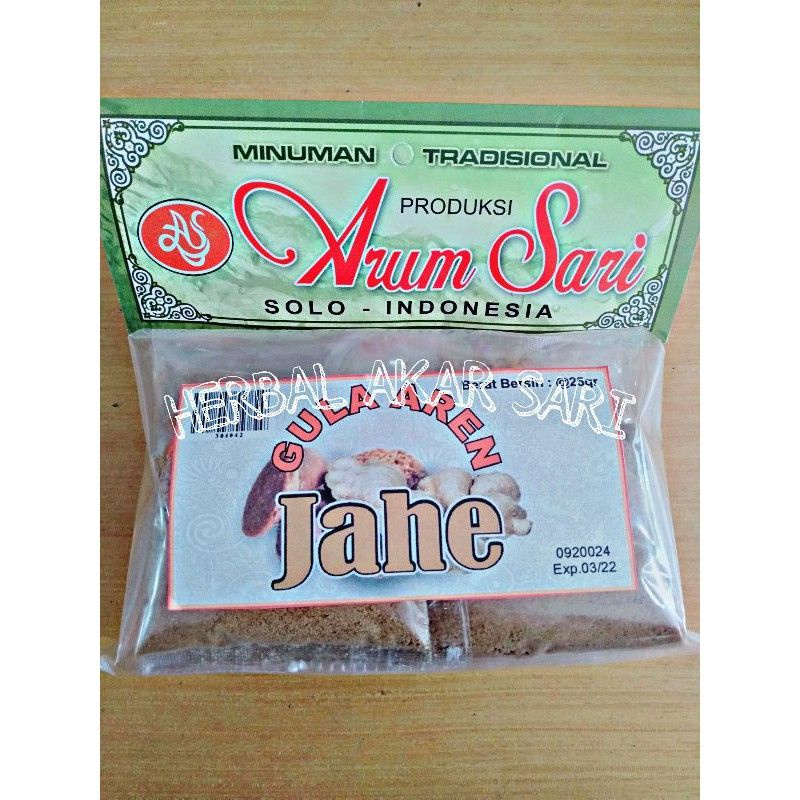 MINUMAN TRADISIONAL
PRODUKSI
AS
Arum Sari
SOLO - INDONESIA
HERBAL AKAR SARI
Berat Bersih : @25gr
GULA AREN
Jahe
0920024
Exp.03/22